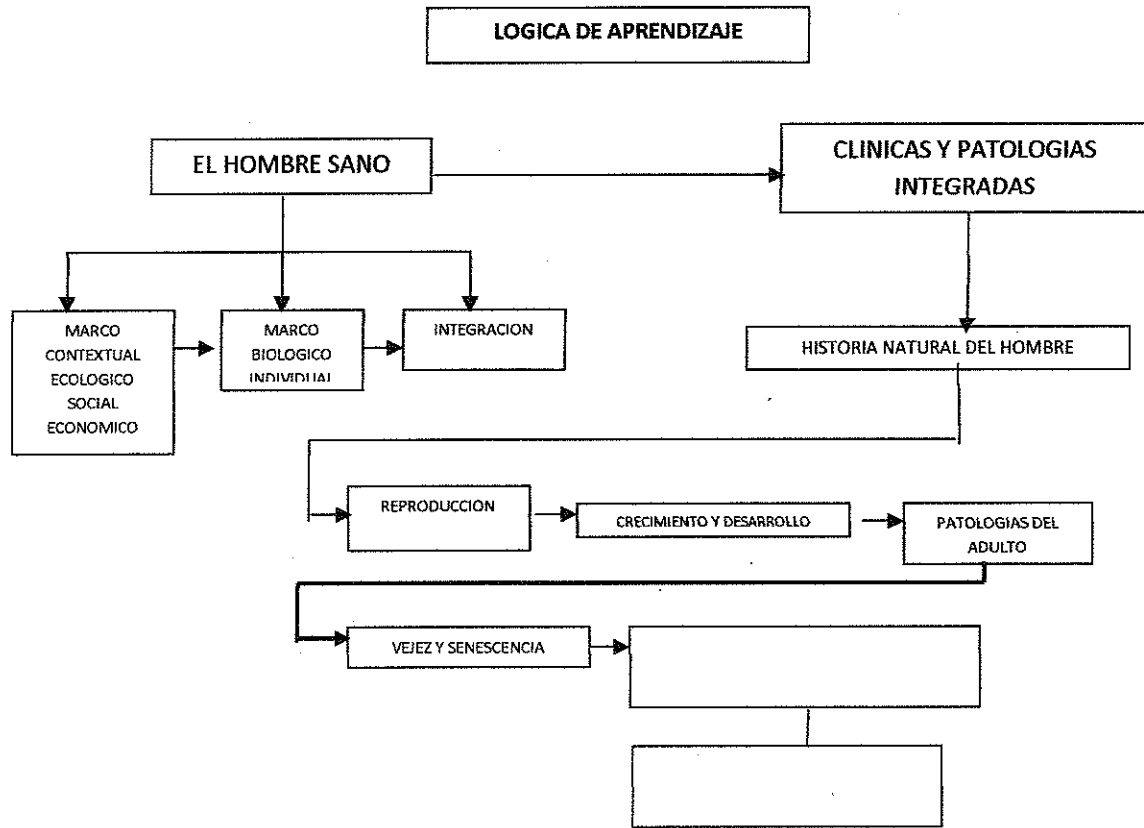 LOGICA DE APRENDIZAJE
EL HOMBRE SANO
CLINICAS Y PATOLOGIAS
INTEGRADAS
MARCO
CONTEXTUAL
ECOLOGICO
SOCIAL
ECONOMICO
MARCO
BIOLOGICO
INDIVIDUAL
INTEGRACION
HISTORIA NATURAL DEL HOMBRE
REPRODUCCION
CRECIMIENTO Y DESARROLLO
PATOLOGIAS DEL
ADULTO
VEJEZ Y SENESCENCIA